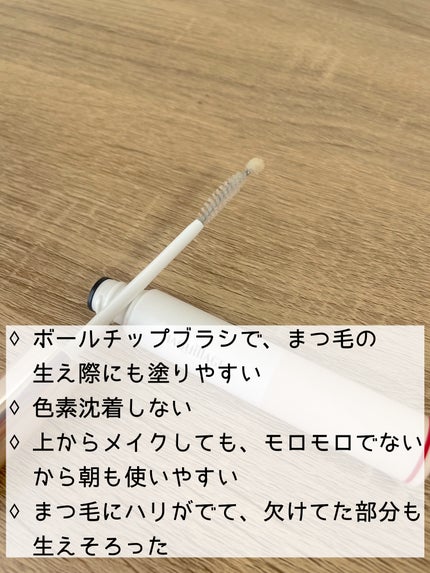 ◊ ボールチップブラシで、まつ毛の
生え際にも塗りやすい
◊ 色素沈着しない
◊ 上からメイクしても、モロモロでない
から朝も使いやすい
◊ まつ毛にハリがでて、欠けてた部分も
生えそろった